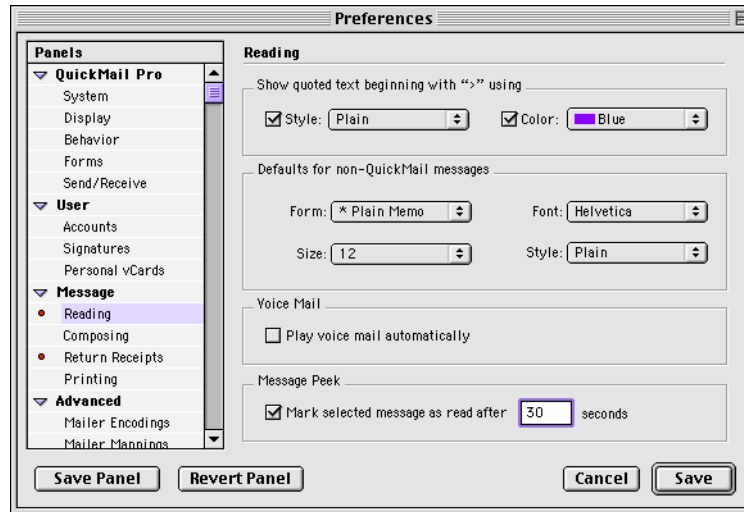 Preferences
Panels
QuickMail Pro
System
Display
Behavior
Forms
Send/Receive
User
Accounts
Signatures
Personal vCards
Message
Reading
Composing
Return Receipts
Printing
Advanced
Mailer Encodings
Mailer Mappings
Reading
Show quoted text beginning with “>” using
Style: Plain
Color: Blue
Defaults for non-QuickMail messages
Form: * Plain Memo
Font: Helvetica
Size: 12
Style: Plain
Voice Mail
Play voice mail automatically
Message Peek
Mark selected message as read after 30 seconds
Save Panel
Revert Panel
Cancel
Save